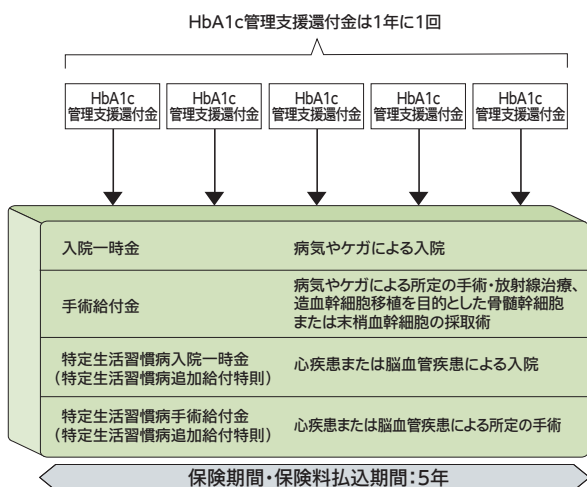 HbA1c管理支援還付金は1年に1回
HbA1c
管理支援還付金
HbA1c
管理支援還付金
HbA1c
管理支援還付金
HbA1c
管理支援還付金
HbA1c
管理支援還付金
入院一時金
病気やケガによる入院
手術給付金
病気やケガによる所定の手術・放射線治療、
造血幹細胞移植を目的とした骨髄幹細胞
または末梢血幹細胞の採取術
特定生活習慣病入院一時金
(特定生活習慣病追加給付特則)
心疾患または脳血管疾患による入院
特定生活習慣病手術給付金
(特定生活習慣病追加給付特則)
心疾患または脳血管疾患による所定の手術
保険期間・保険料払込期間:5年